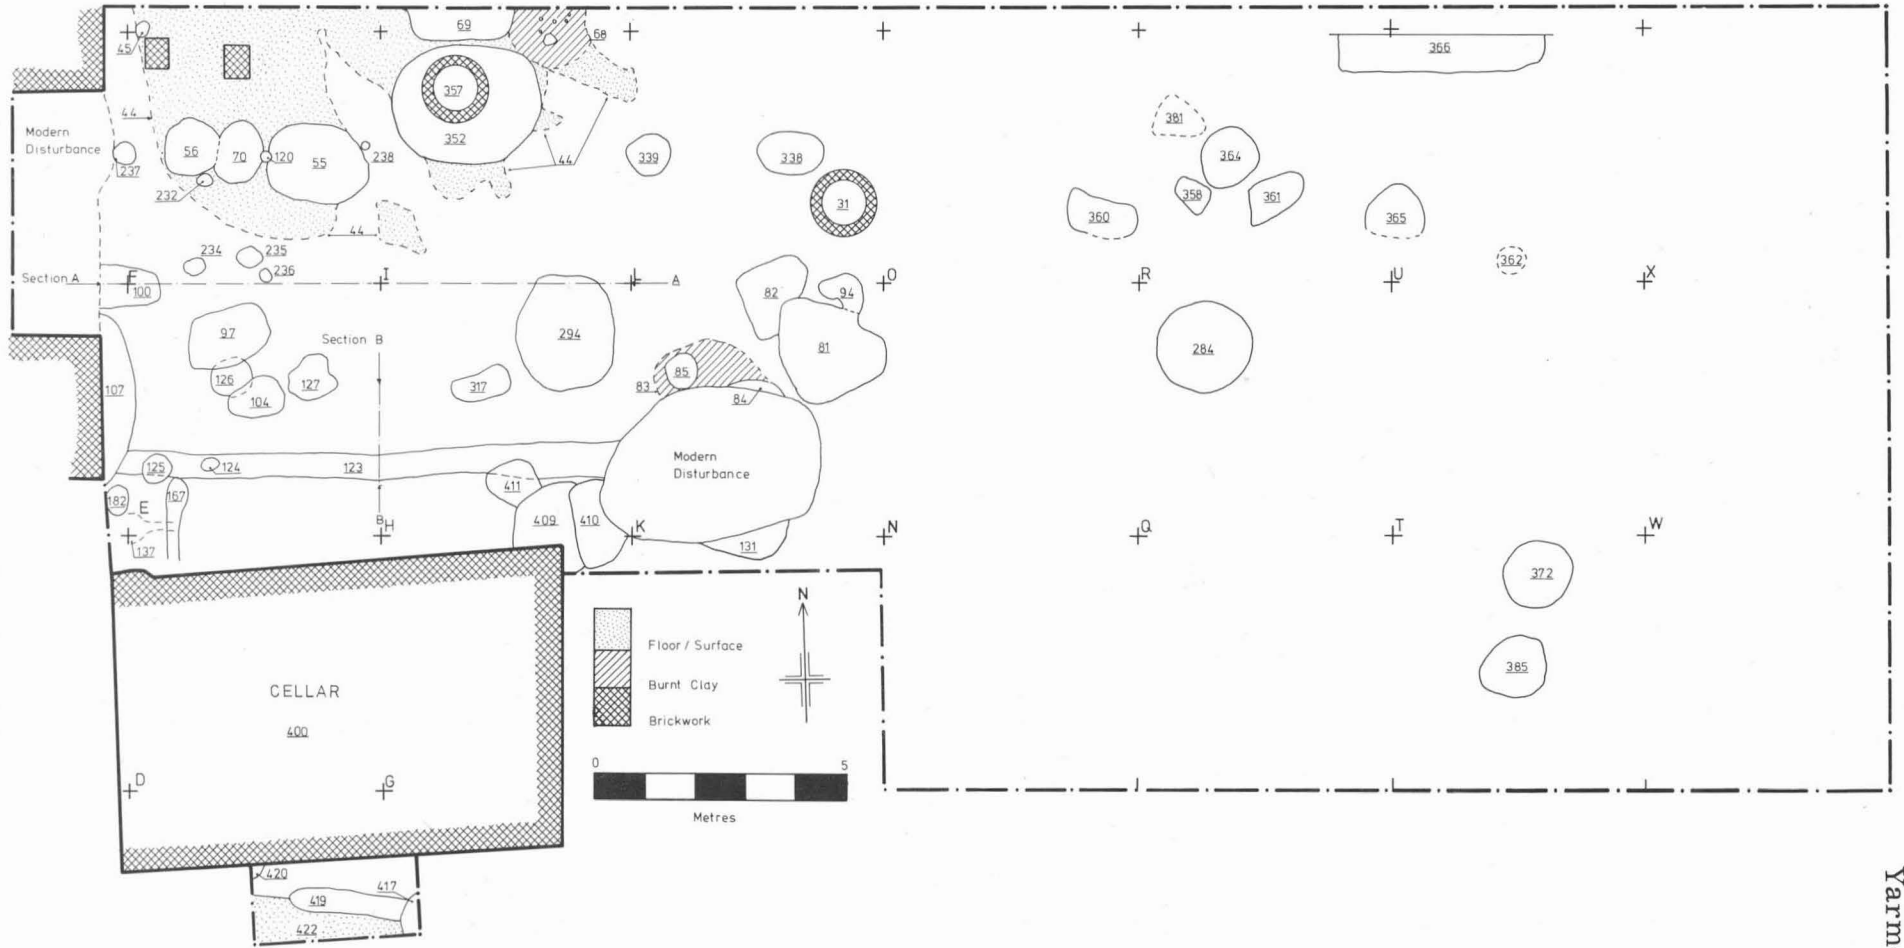 69
68
45
366
357
44
381
Modern
Disturbance
56
70
120
55
238
352
44
339
338
364
237
232
358
361
31
360
365
44
234
235
236
362
Section A
F
I
L
A
O
R
U
X
100
82
94
97
Section B
294
81
284
107
126
127
317
83
85
104
84
125
124
123
Modern
Disturbance
411
182
E
167
409
410
B
H
K
N
Q
T
W
137
131
372
N
Floor / Surface
385
Burnt Clay
CELLAR
Brickwork
400
0
5
D
G
Metres
420
417
419
422
Yarm